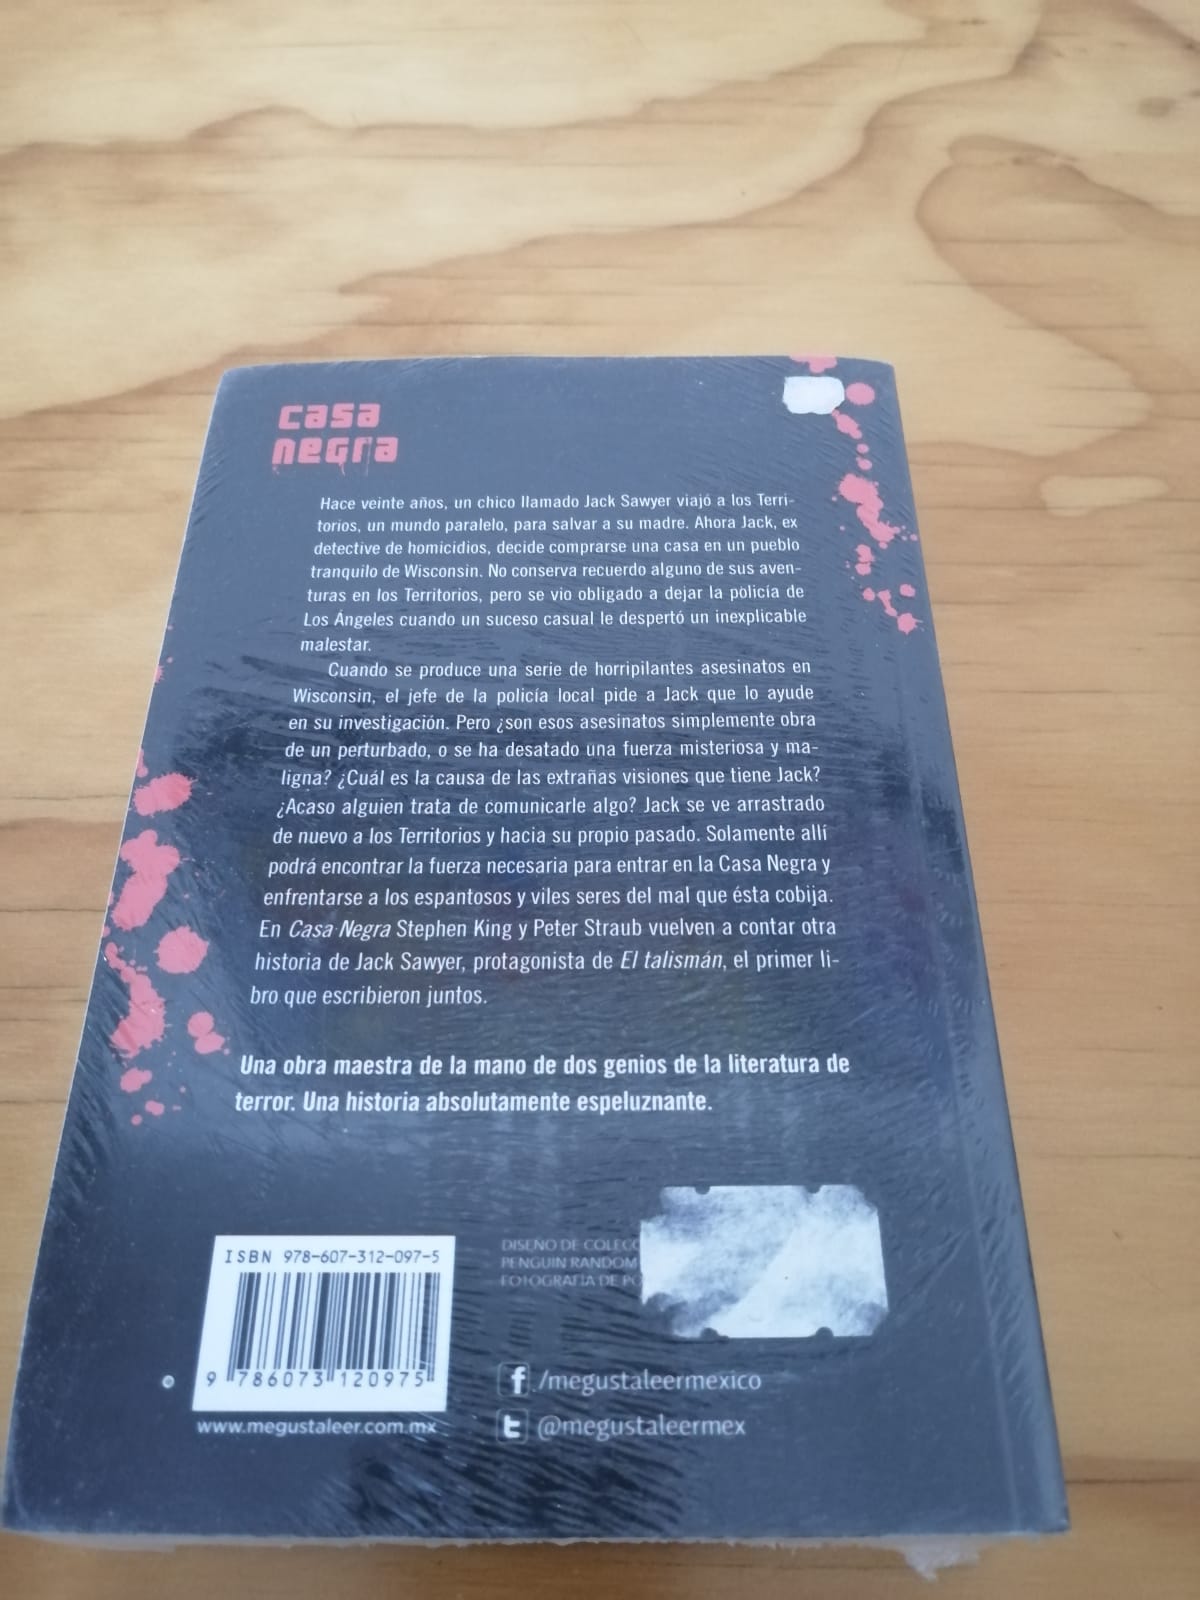 casa
negra
Hace veinte años, un chico llamado Jack Sawyer viajó a los Terri-
torios, un mundo paralelo, para salvar a su madre. Ahora Jack, ex
detective de homicidios, decide comprarse una casa en un pueblo
tranquilo de Wisconsin. No conserva recuerdo alguno de sus aven-
turas en los Territorios, pero se vio obligado a dejar la policía de
Los Ángeles cuando un suceso casual le despertó un inexplicable
malestar.
Cuando se produce una serie de horripilantes asesinatos en
Wisconsin, el jefe de la policía local pide a Jack que lo ayude
en su investigación. Pero ¿son esos asesinatos simplemente obra
de un perturbado, o se ha desatado una fuerza misteriosa y ma-
ligna? ¿Cuál es la causa de las extrañas visiones que tiene Jack?
¿Acaso alguien trata de comunicarle algo? Jack se ve arrastrado
de nuevo a los Territorios y hacia su propio pasado. Solamente allí
podrá encontrar la fuerza necesaria para entrar en la Casa Negra y
enfrentarse a los espantosos y viles seres del mal que ésta cobija.
En Casa Negra Stephen King y Peter Straub vuelven a contar otra
historia de Jack Sawyer, protagonista de El talismán, el primer li-
bro que escribieron juntos.
Una obra maestra de la mano de dos genios de la literatura de
terror. Una historia absolutamente espeluznante.
ISBN 978-607-312-097-5
9 786073 120975
www.megustaleer.com.mx
DISEÑO DE COLECC
PENGUIN RANDOM
FOTOGRAFÍA DE PO
f /megustaleermexico
t @megustaleermex